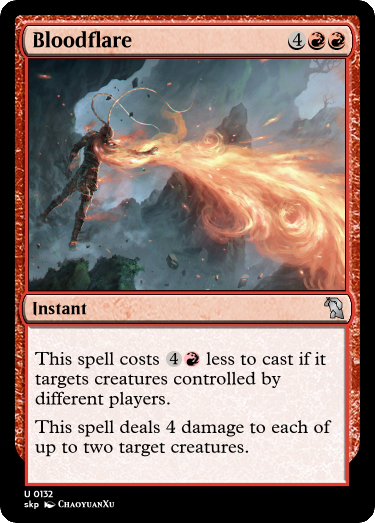 Bloodflare 4
Instant
This spell costs 4 less to cast if it
targets creatures controlled by
different players.
This spell deals 4 damage to each of
up to two target creatures.
U 0132
skp ChaoyuanXu